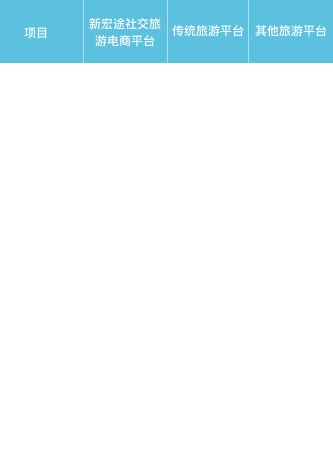 项目
新宏途社交旅
游电商平台
传统旅游平台
其他旅游平台